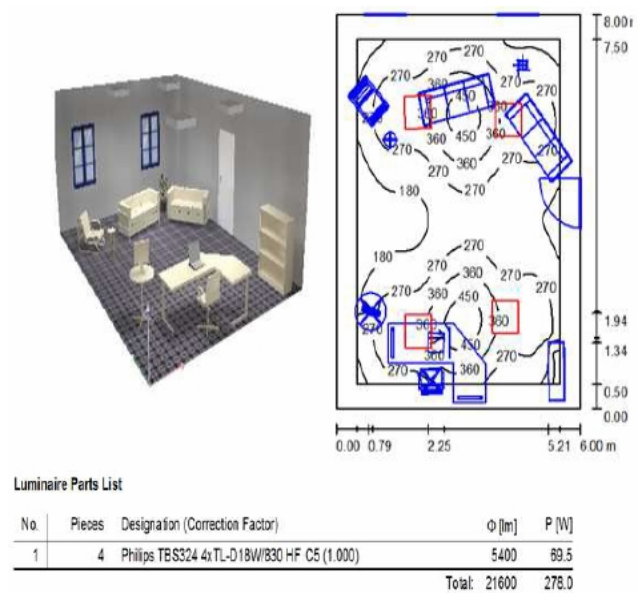 8.00
7.50
270 270
270 360 270
450
360 360
360 360 270
270 360 270
270 270
180
180
270
270 360 270
270 360 450
360 360
270
450
360
270 360 270
1.94
1.34
0.50
0.00
0.00 0.79 2.25 5.21 6.00 m
Luminaire Parts List
No. Pieces Designation (Correction Factor) Φ [lm] P [W]
1 4 Philips TBS324 4xTL-D18W/830 HF C5 (1.000) 5400 69.5
Total: 21600 278.0